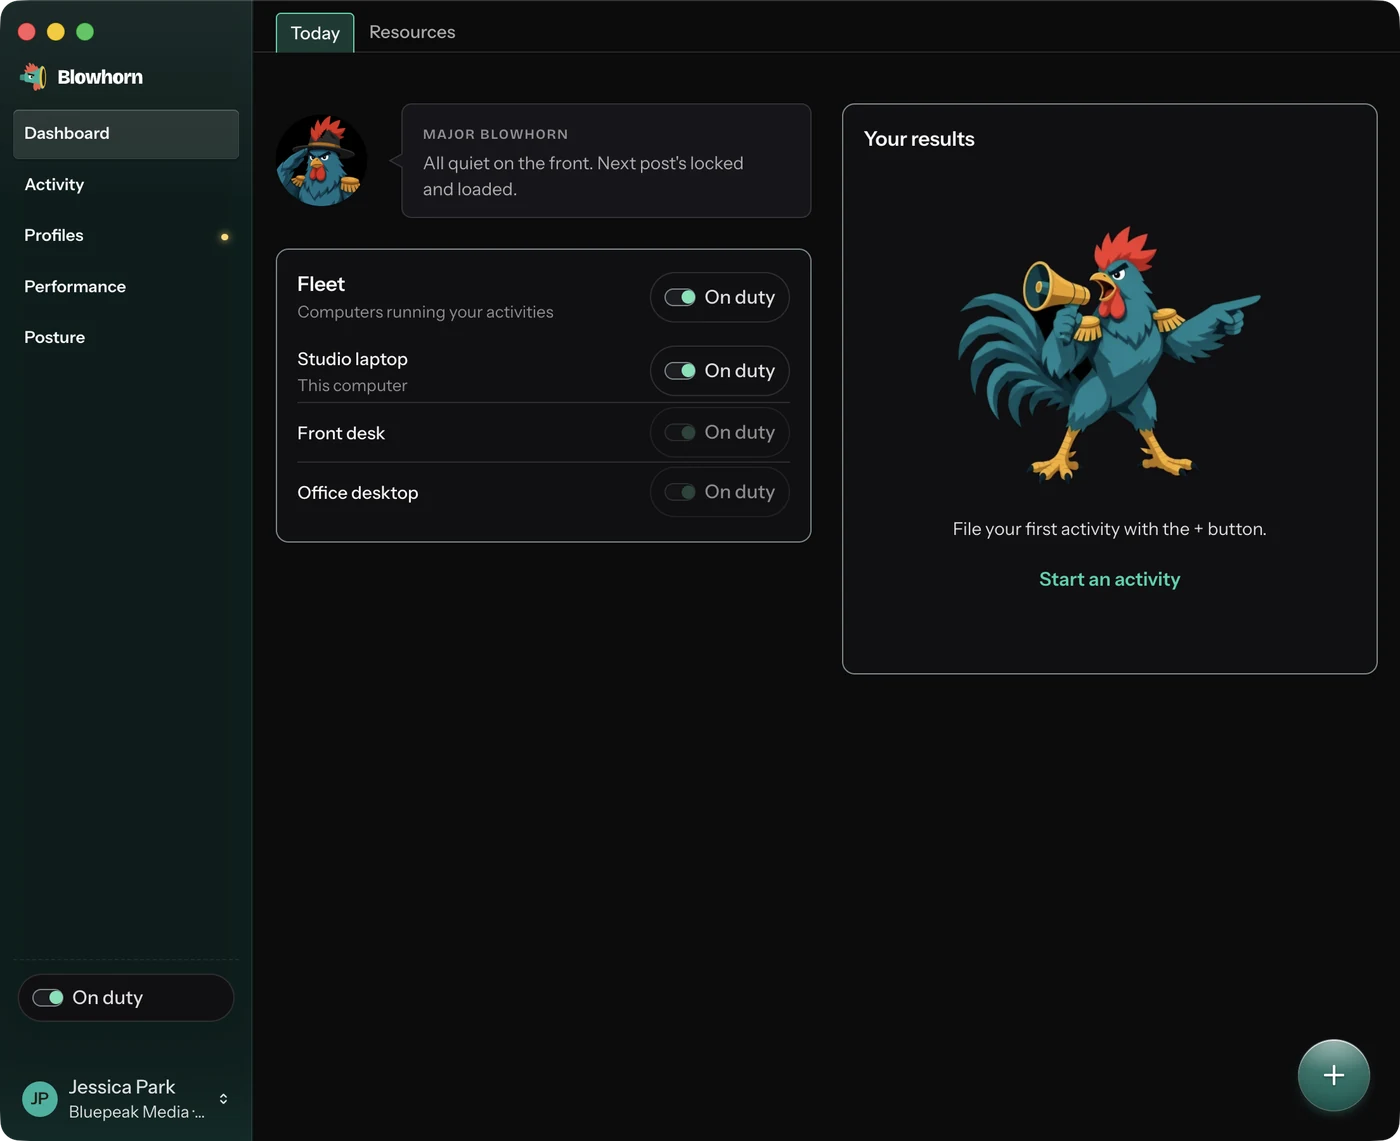 Blowhorn
Dashboard
Activity
Profiles
Performance
Posture
On duty
JP
Jessica Park
Bluepeak Media ·...
Today
Resources
MAJOR BLOWHORN
All quiet on the front. Next post's locked
and loaded.
Fleet
Computers running your activities
On duty
Studio laptop
This computer
On duty
Front desk
On duty
Office desktop
On duty
Your results
File your first activity with the + button.
Start an activity
+